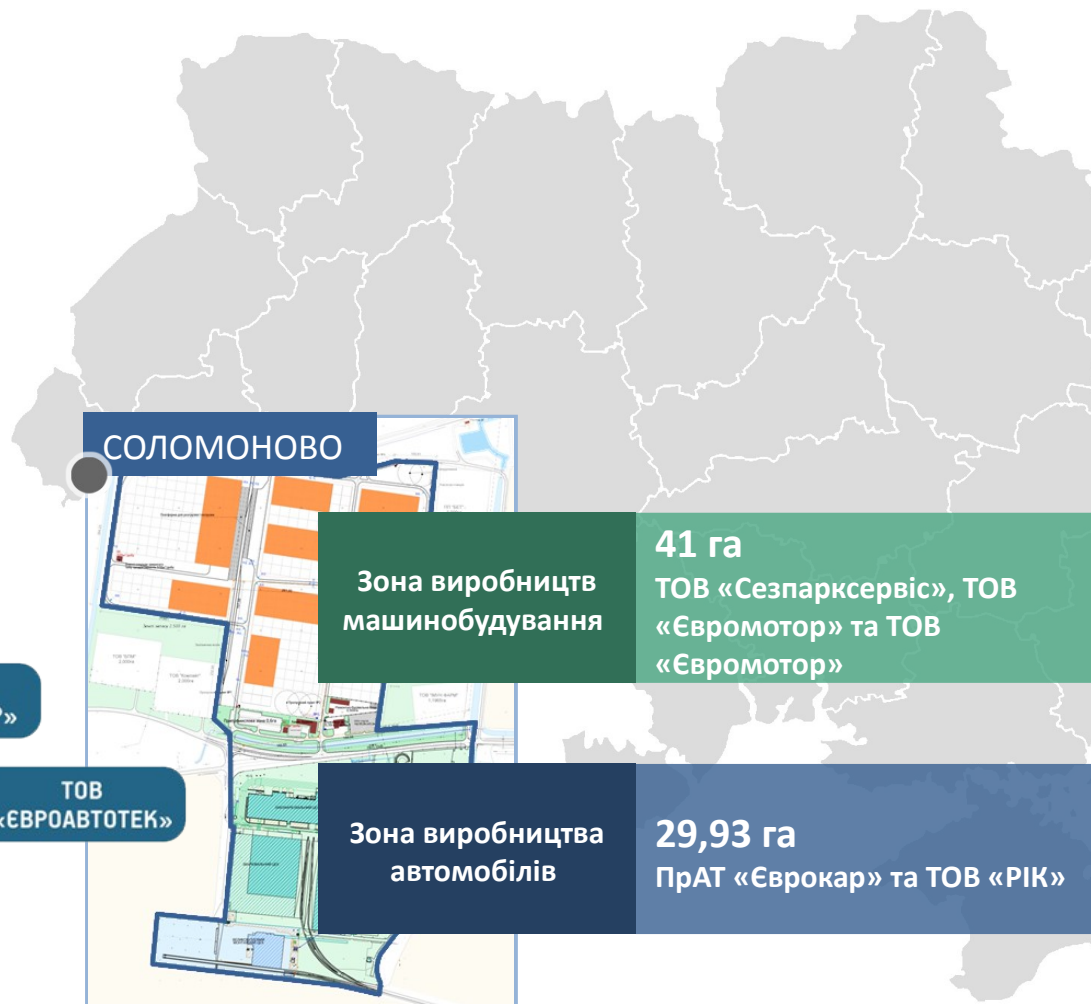 СОЛОМОНОВО
Зона виробництв
машинобудування
41 га
ТОВ «Сезпарксервіс», ТОВ
«Євромотор» та ТОВ
«Євромотор»
ТОВ
«ЄВРОАВТОТЕК»
Зона виробництва
автомобілів
29,93 га
ПрАТ «Єврокар» та ТОВ «РІК»